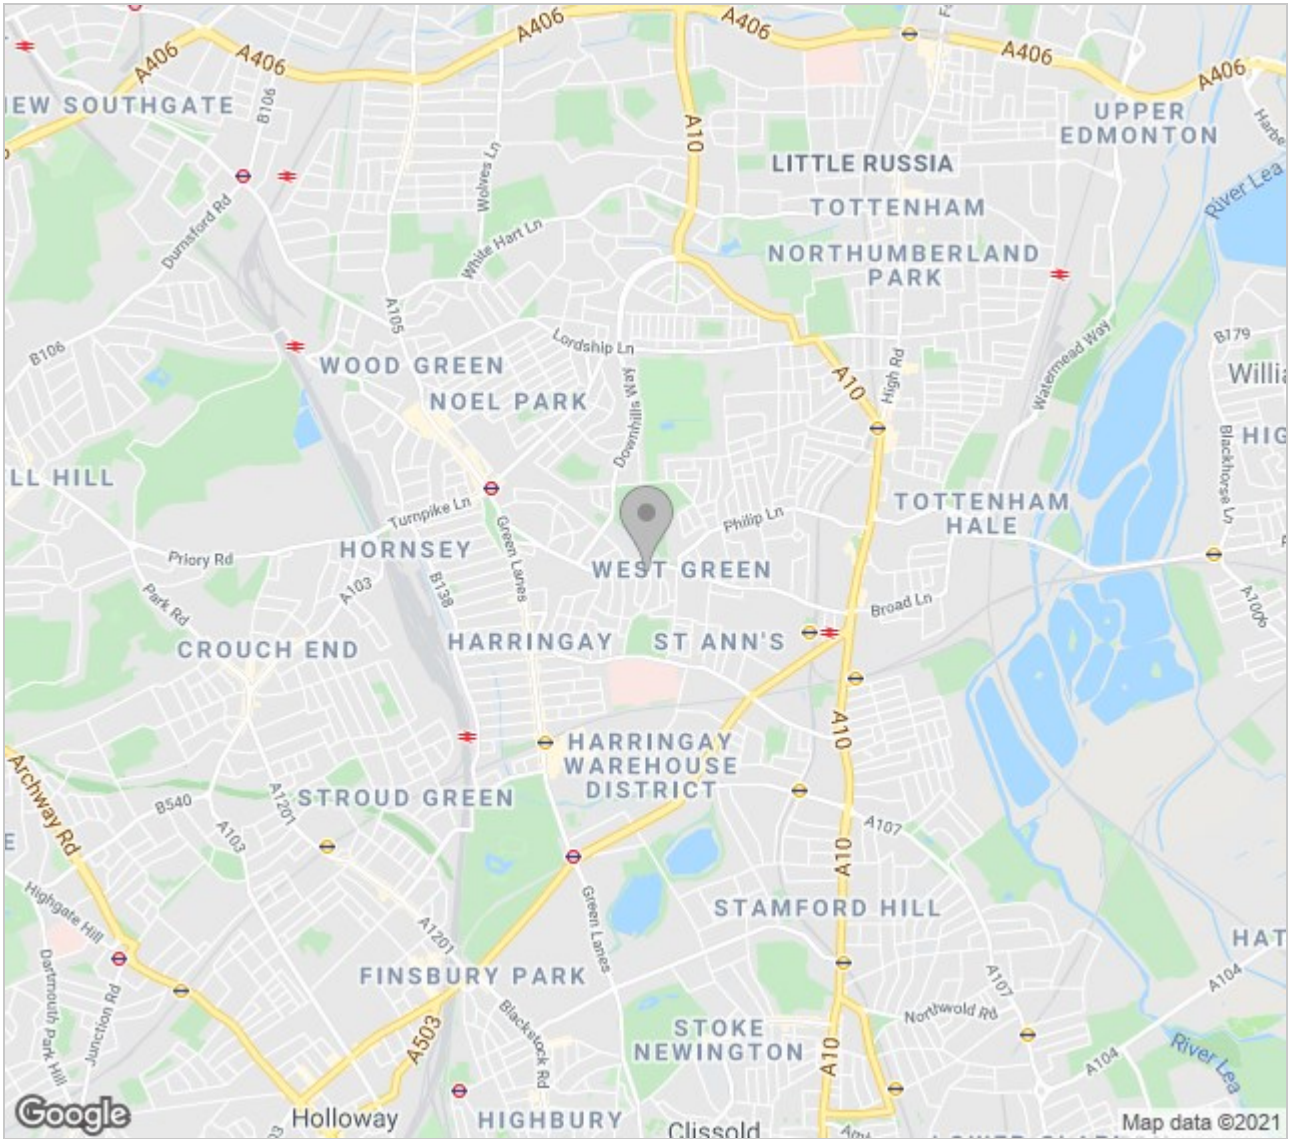 A406
A406
A406
A406
A406
A406
NEW SOUTHGATE
B106
A10
UPPER
EDMONTON
Harbe
LITTLE RUSSIA
Wolves Ln
River Lea
TOTTENHAM
Durnsford Rd
White Hart Ln
NORTHUMBERLAND
PARK
A105
B106
Lordship Ln
B779
WOOD GREEN
Watermead Way
Willia
High Rd
A10
NOEL PARK
Downhills Way
HIG
LL HILL
Blackhorse Ln
Turnpike Ln
Green Lanes
Philip Ln
TOTTENHAM
HALE
Priory Rd
HORNSEY
WEST GREEN
A103
B138
Park Rd
Broad Ln
A1006
CROUCH END
HARRINGAY
ST ANN'S
A10
HARRINGAY
WAREHOUSE
DISTRICT
Archway Rd
B540
A1201
STROUD GREEN
A103
A107
E
A10
Highgate Hill
Green Lanes
STAMFORD HILL
A1201
HAT
Dartmouth Park Hill
Junction Rd
FINSBURY PARK
A107
A104
Blackstock Rd
Northwold Rd
A503
STOKE
NEWINGTON
A10
A104
River Lea
Google
Holloway
HIGHBURY
Clissold
Map data ©2021